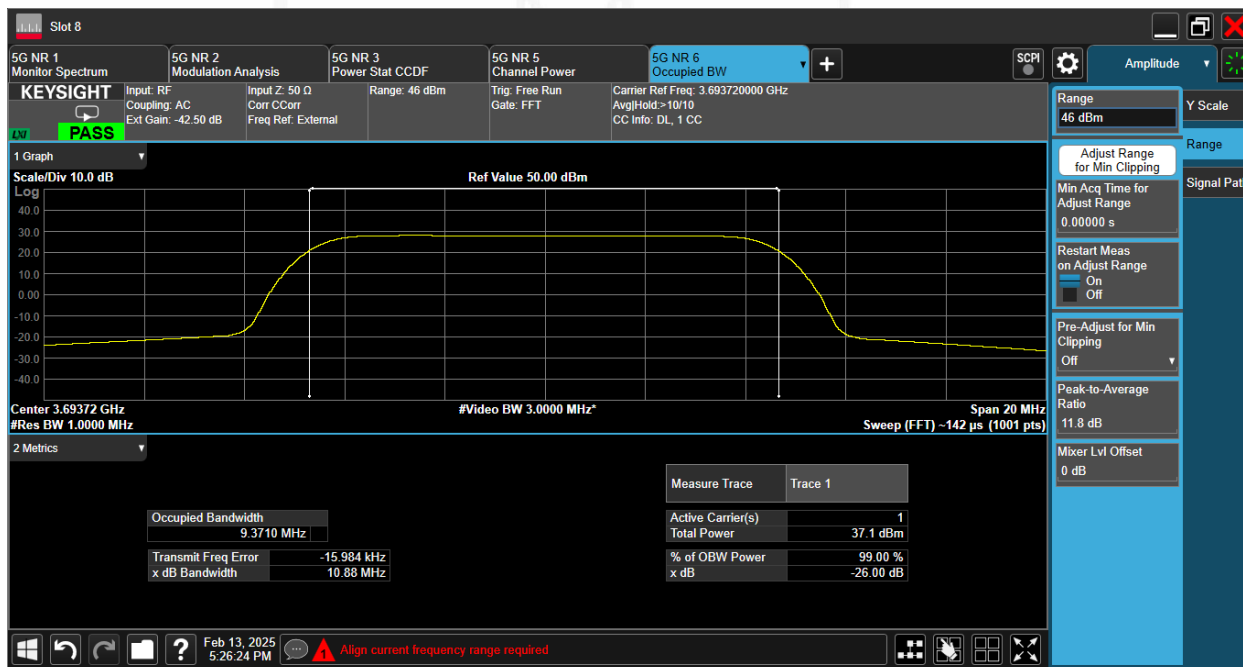 Slot 8
5G NR 1
Monitor Spectrum
5G NR 2
Modulation Analysis
5G NR 3
Power Stat CCDF
5G NR 5
Channel Power
5G NR 6
Occupied BW
SCPI
Amplitude
KEYSIGHT
LXI
PASS
Input: RF
Coupling: AC
Ext Gain: -42.50 dB
Input Z: 50 Ω
Corr CCorr
Freq Ref: External
Range: 46 dBm
Trig: Free Run
Gate: FFT
Carrier Ref Freq: 3.693720000 GHz
Avg|Hold:>10/10
CC Info: DL, 1 CC
1 Graph
Scale/Div 10.0 dB
Ref Value 50.00 dBm
Log
40.0
30.0
20.0
10.0
0.00
-10.0
-20.0
-30.0
-40.0
Center 3.69372 GHz
#Video BW 3.0000 MHz*
Span 20 MHz
#Res BW 1.0000 MHz
Sweep (FFT) ~142 µs (1001 pts)
2 Metrics
Measure Trace
Trace 1
Occupied Bandwidth
9.3710 MHz
Transmit Freq Error -15.984 kHz
x dB Bandwidth 10.88 MHz
Active Carrier(s) 1
Total Power 37.1 dBm
% of OBW Power 99.00 %
x dB -26.00 dB
Range
46 dBm
Adjust Range
for Min Clipping
Min Acq Time for
Adjust Range
0.00000 s
Restart Meas
on Adjust Range
On
Off
Pre-Adjust for Min
Clipping
Off
Peak-to-Average
Ratio
11.8 dB
Mixer Lvl Offset
0 dB
Y Scale
Range
Signal Pat
?
Feb 13, 2025
5:26:24 PM
1
Align current frequency range required